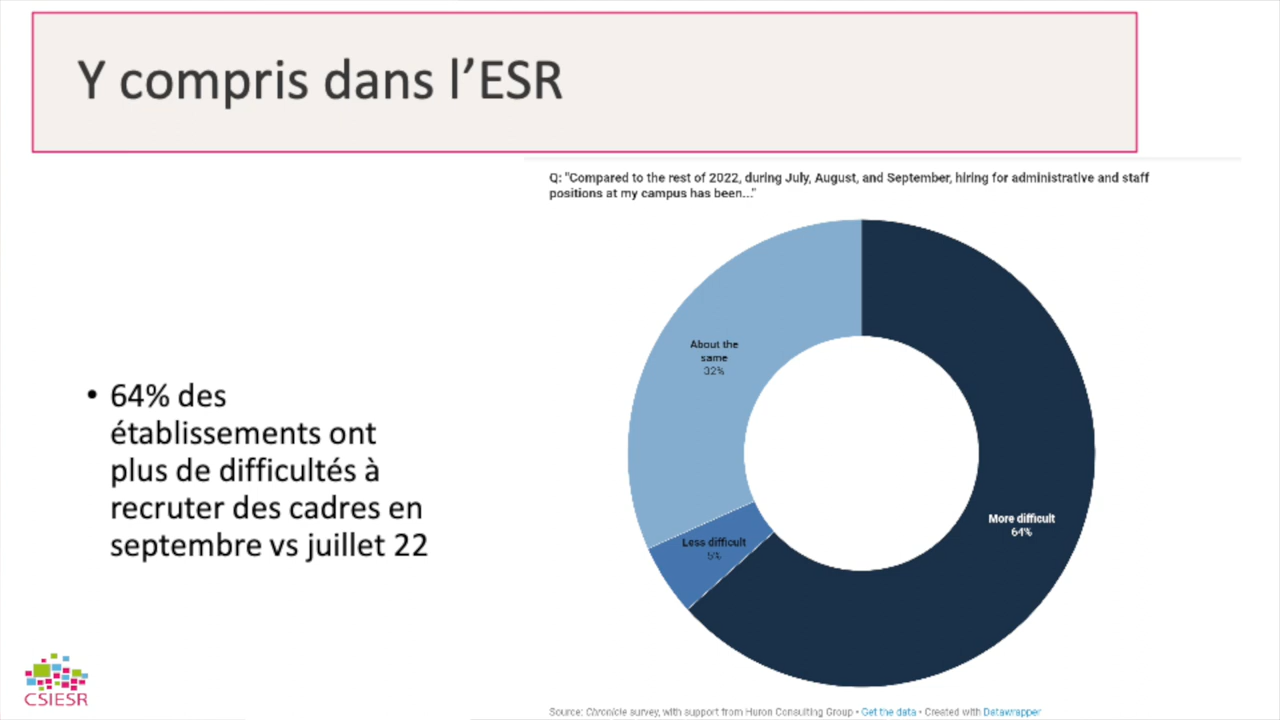 Y compris dans l’ESR
Q: "Compared to the rest of 2022, during July, August, and September, hiring for administrative and staff
positions at my campus has been..."
About the
same
32%
Less difficult
5%
More difficult
64%
• 64% des
établissements ont
plus de difficultés à
recruter des cadres en
septembre vs juillet 22
CSIESR
Source: Chronicle survey, with support from Huron Consulting Group • Get the data • Created with Datawrapper